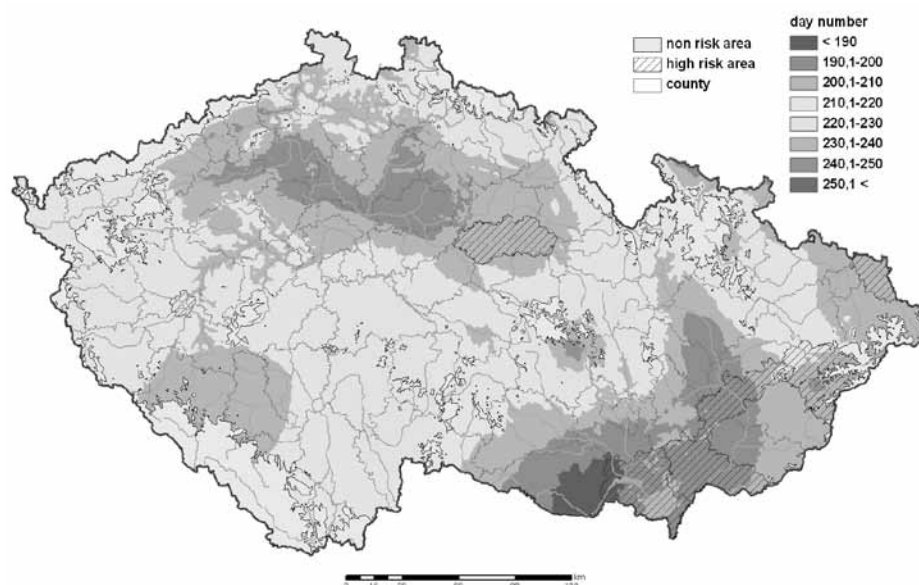 day number
< 190
190,1-200
200,1-210
210,1-220
220,1-230
230,1-240
240,1-250
250,1 <
non risk area
high risk area
county
km